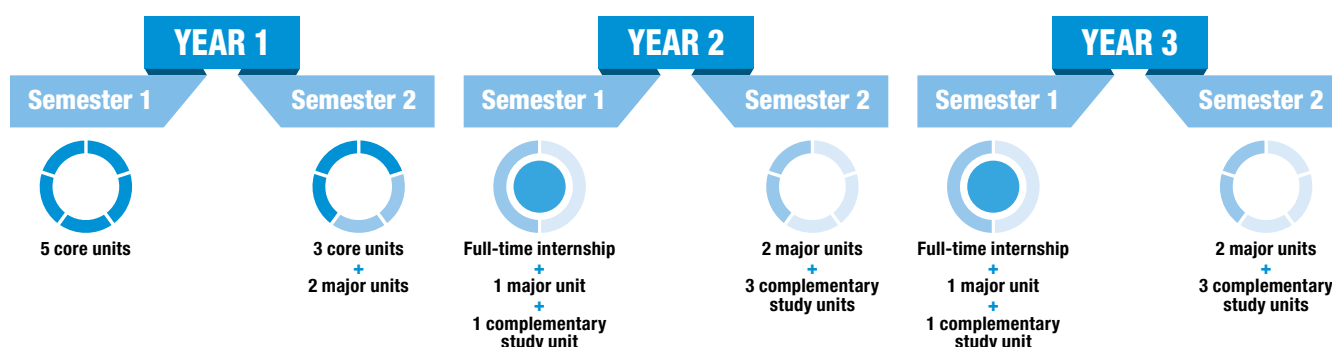 YEAR 1
Semester 1
Semester 2
5 core units
3 core units
+
2 major units
YEAR 2
Semester 1
Semester 2
Full-time internship
+
1 major unit
+
1 complementary
study unit
2 major units
+
3 complementary
study units
YEAR 3
Semester 1
Semester 2
Full-time internship
+
1 major unit
+
1 complementary
study unit
2 major units
+
3 complementary
study units